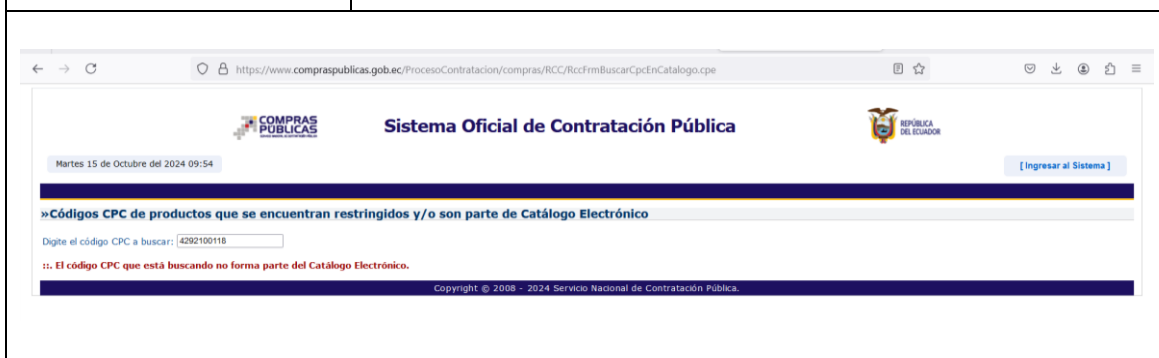 https://www.compraspublicas.gob.ec/ProcesoContratacion/compras/RCC/RccFrmBuscarCpcEnCatalogo.cpe
COMPRAS PÚBLICAS
Sistema Oficial de Contratación Pública
REPÚBLICA DEL ECUADOR
Martes 15 de Octubre del 2024 09:54
[ Ingresar al Sistema ]
»Códigos CPC de productos que se encuentran restringidos y/o son parte de Catálogo Electrónico
Digite el código CPC a buscar: 4292100118
::. El código CPC que está buscando no forma parte del Catálogo Electrónico.
Copyright © 2008 - 2024 Servicio Nacional de Contratación Pública.